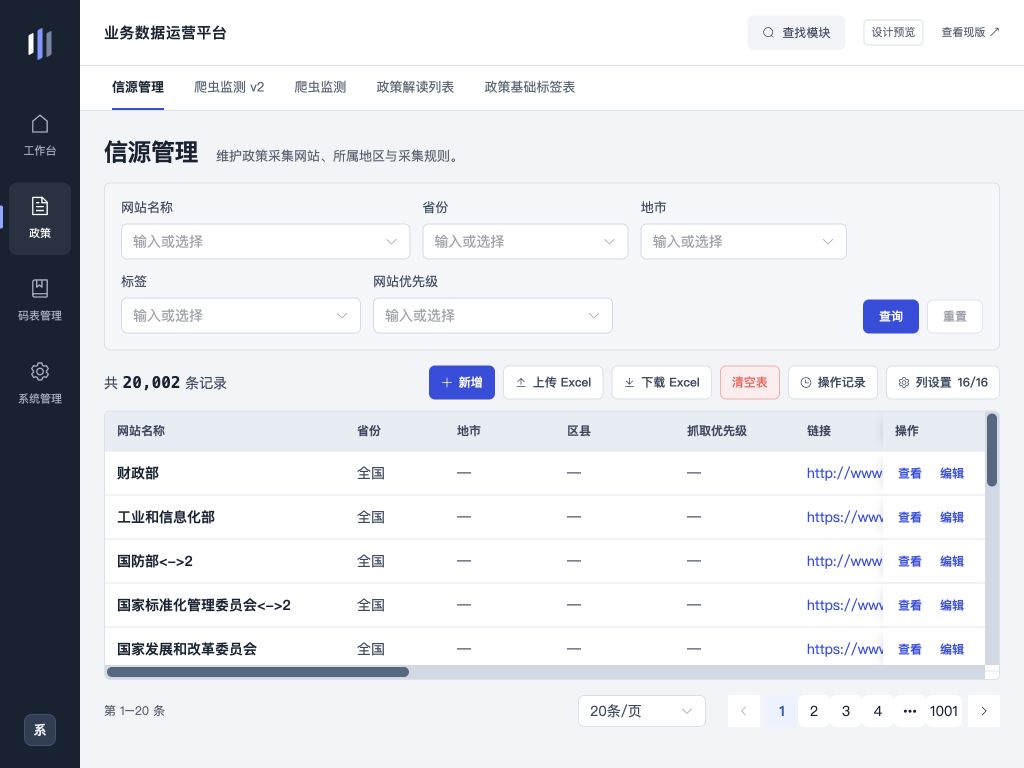 业务数据运营平台
查找模块
设计预览
查看现版 ↗
信源管理 爬虫监测 v2 爬虫监测 政策解读列表 政策基础标签表
工作台
政策
码表管理
系统管理
系
信源管理 维护政策采集网站、所属地区与采集规则。
网站名称 省份 地市
输入或选择 输入或选择 输入或选择
标签 网站优先级
输入或选择 输入或选择 查询 重置
共 20,002 条记录 新增 上传 Excel 下载 Excel 清空表 操作记录 列设置 16/16
网站名称 省份 地市 区县 抓取优先级 链接 操作
财政部 全国 — — — http://www 查看 编辑
工业和信息化部 全国 — — — https://www 查看 编辑
国防部<->2 全国 — — — http://www 查看 编辑
国家标准化管理委员会<->2 全国 — — — https://www 查看 编辑
国家发展和改革委员会 全国 — — — https://www 查看 编辑
第 1—20 条 20条/页 1 2 3 4 ••• 1001